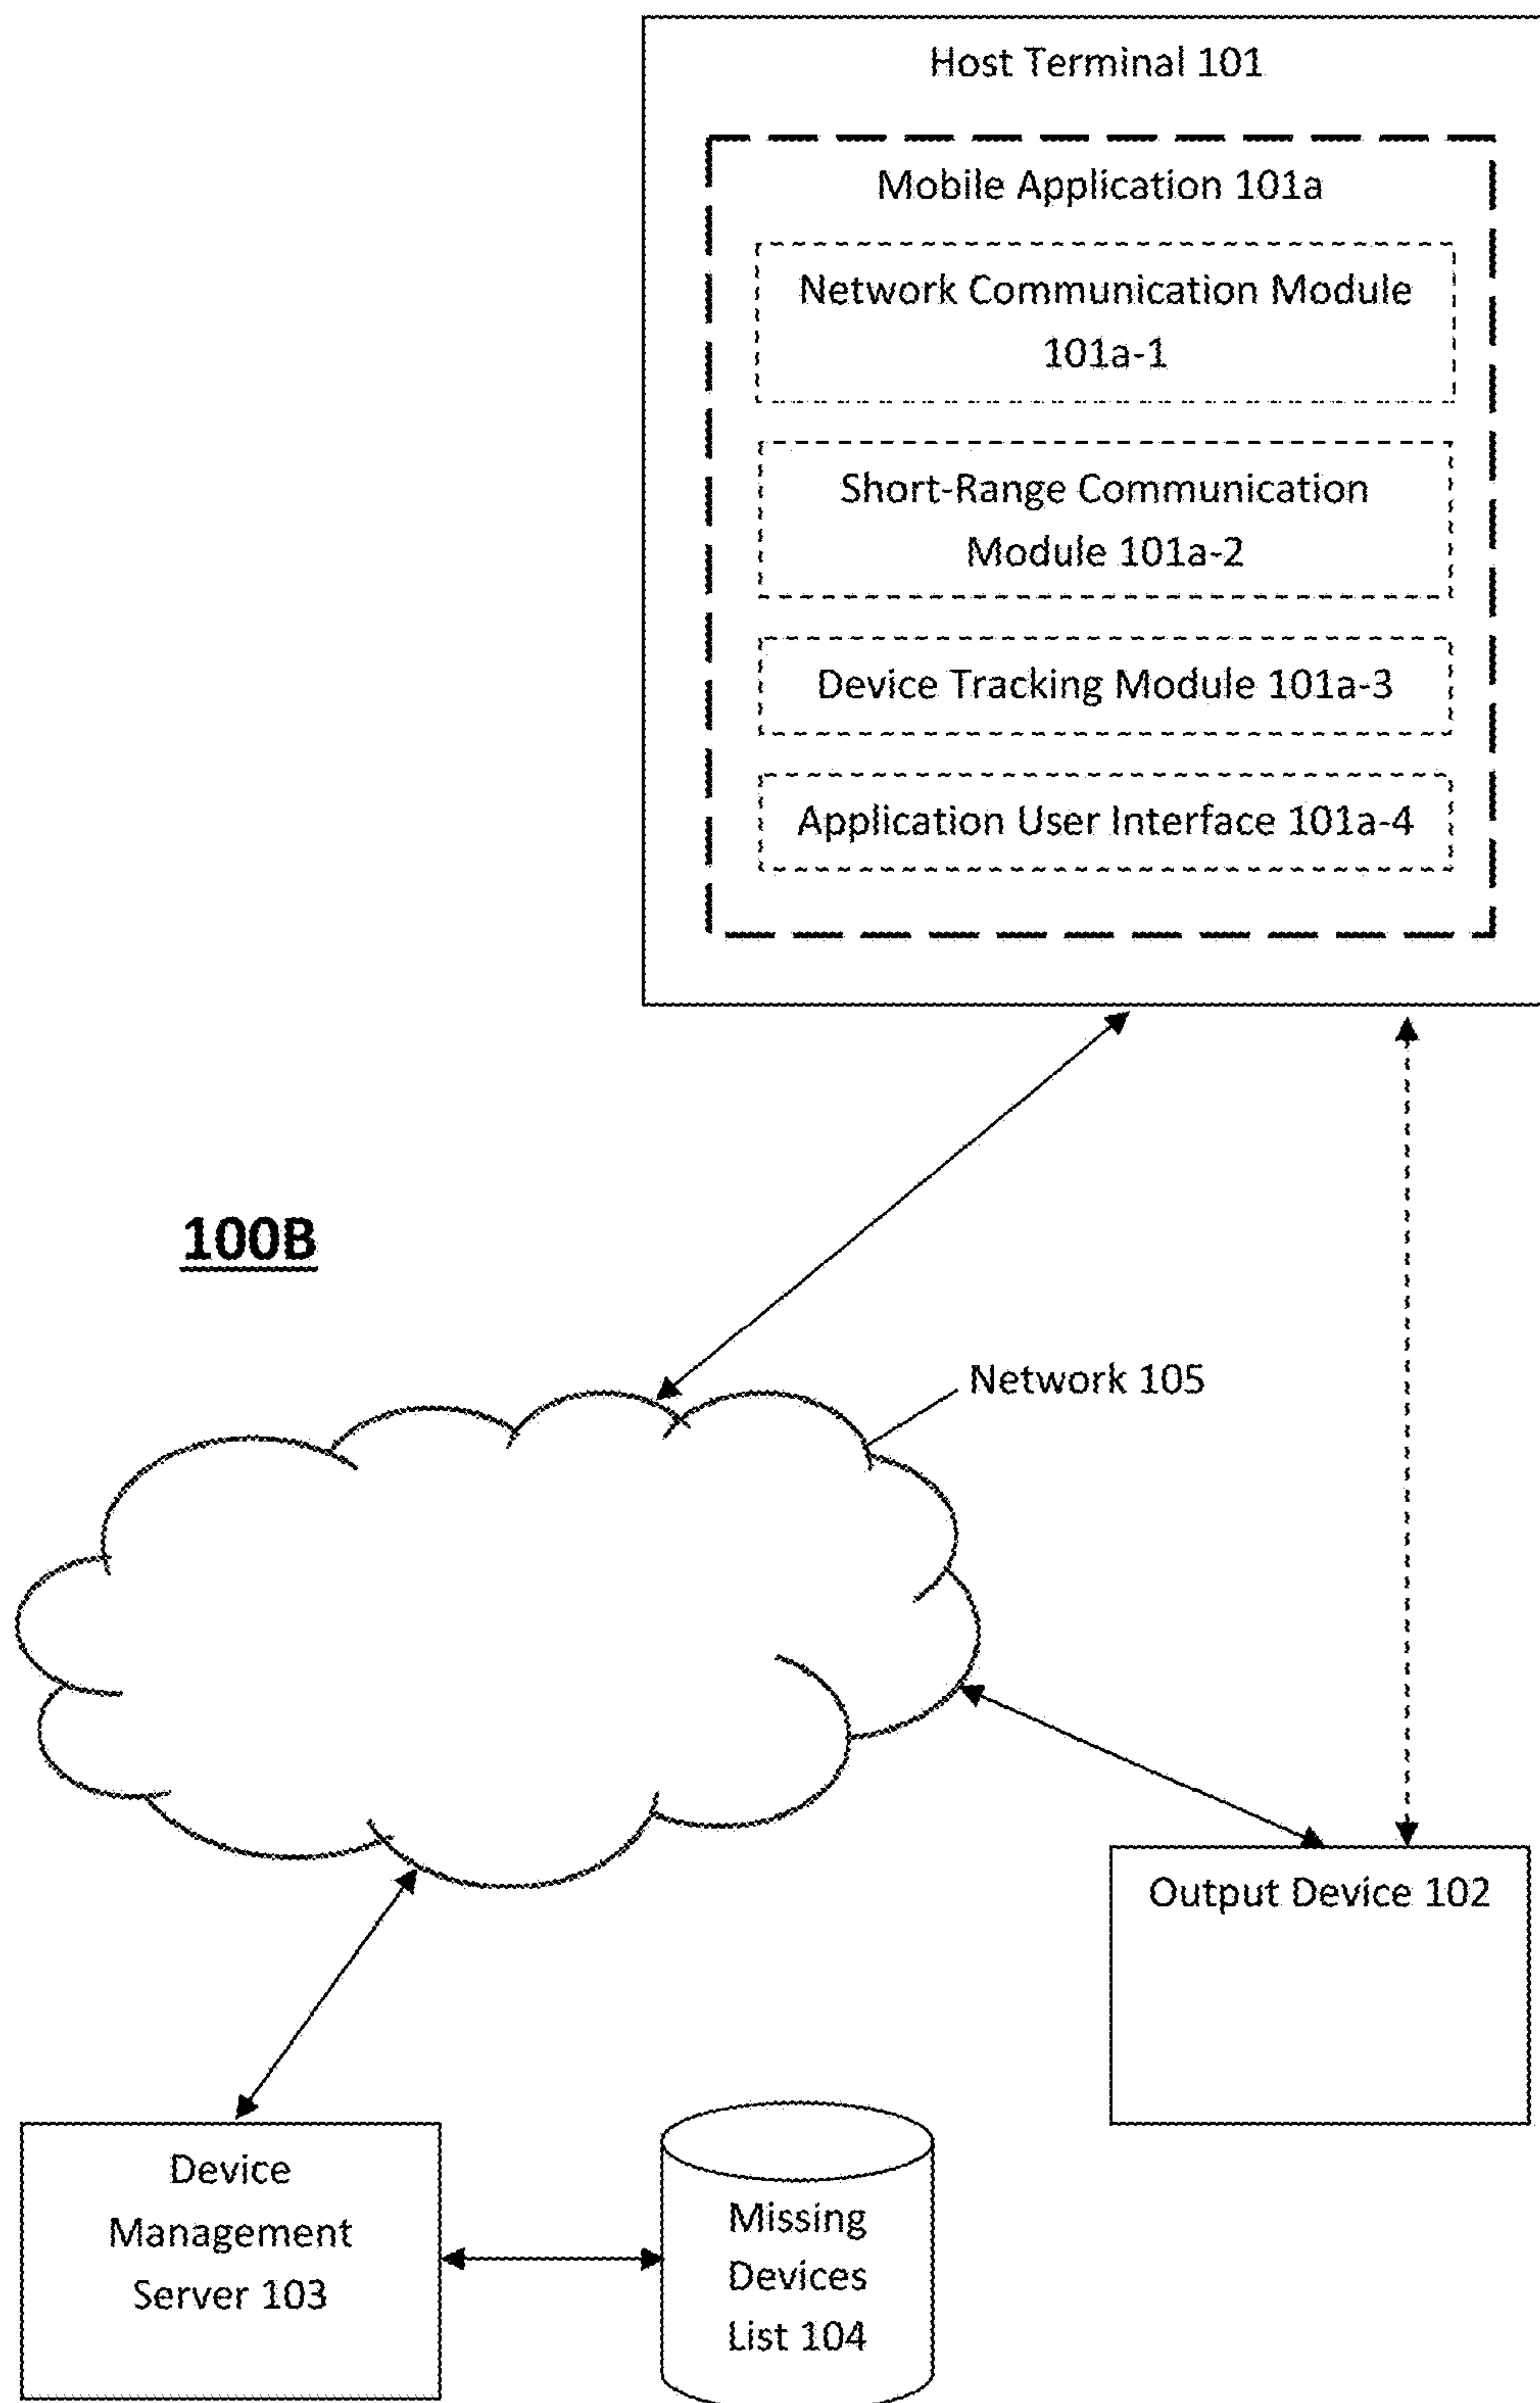 Host Terminal 101
Mobile Application 101a
Network Communication Module
101a-1
Short-Range Communication
Module 101a-2
Device Tracking Module 101a-3
Application User Interface 101a-4
100B
Network 105
Output Device 102
Device
Management
Server 103
Missing
Devices
List 104